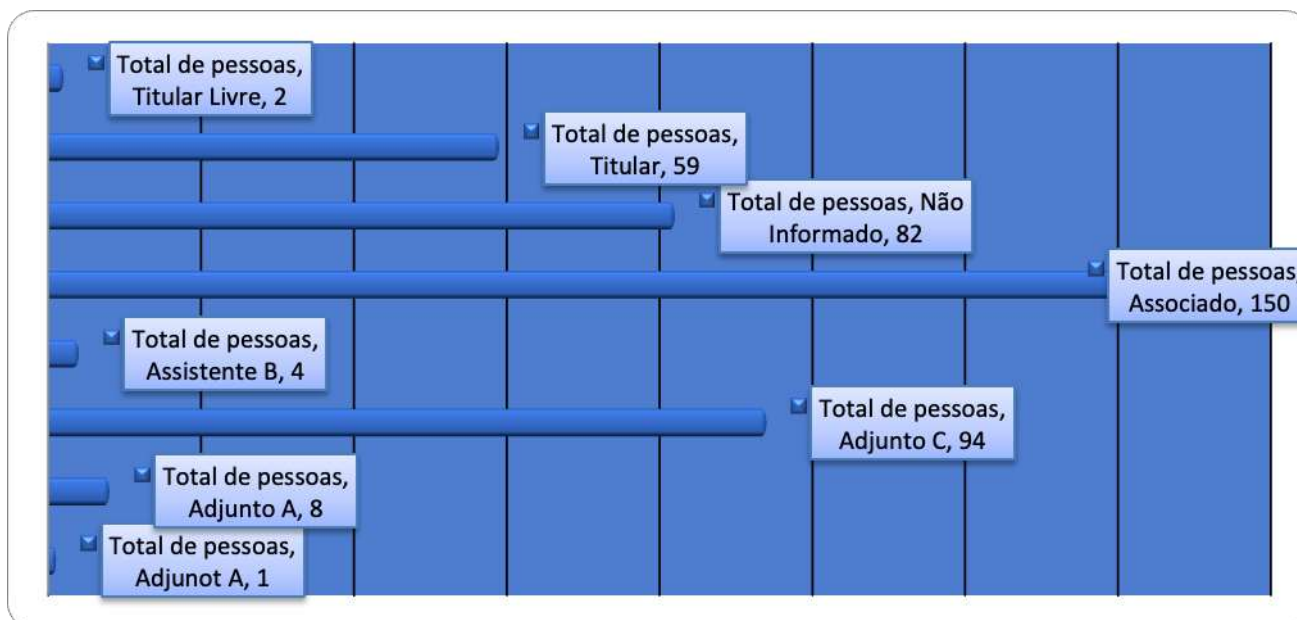 Total de pessoas,
Titular Livre, 2
Total de pessoas,
Titular, 59
Total de pessoas, Não
Informado, 82
Total de pessoas,
Associado, 150
Total de pessoas,
Assistente B, 4
Total de pessoas,
Adjunto C, 94
Total de pessoas,
Adjunto A, 8
Total de pessoas,
Adjunot A, 1